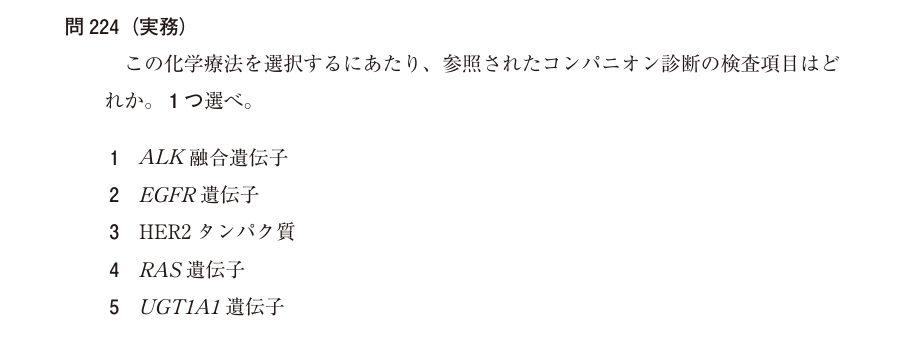 問 224（実務）
この化学療法を選択するにあたり、参照されたコンパニオン診断の検査項目はど
れか。1つ選べ。
1 ALK 融合遺伝子
2 EGFR 遺伝子
3 HER2 タンパク質
4 RAS 遺伝子
5 UGT1A1 遺伝子